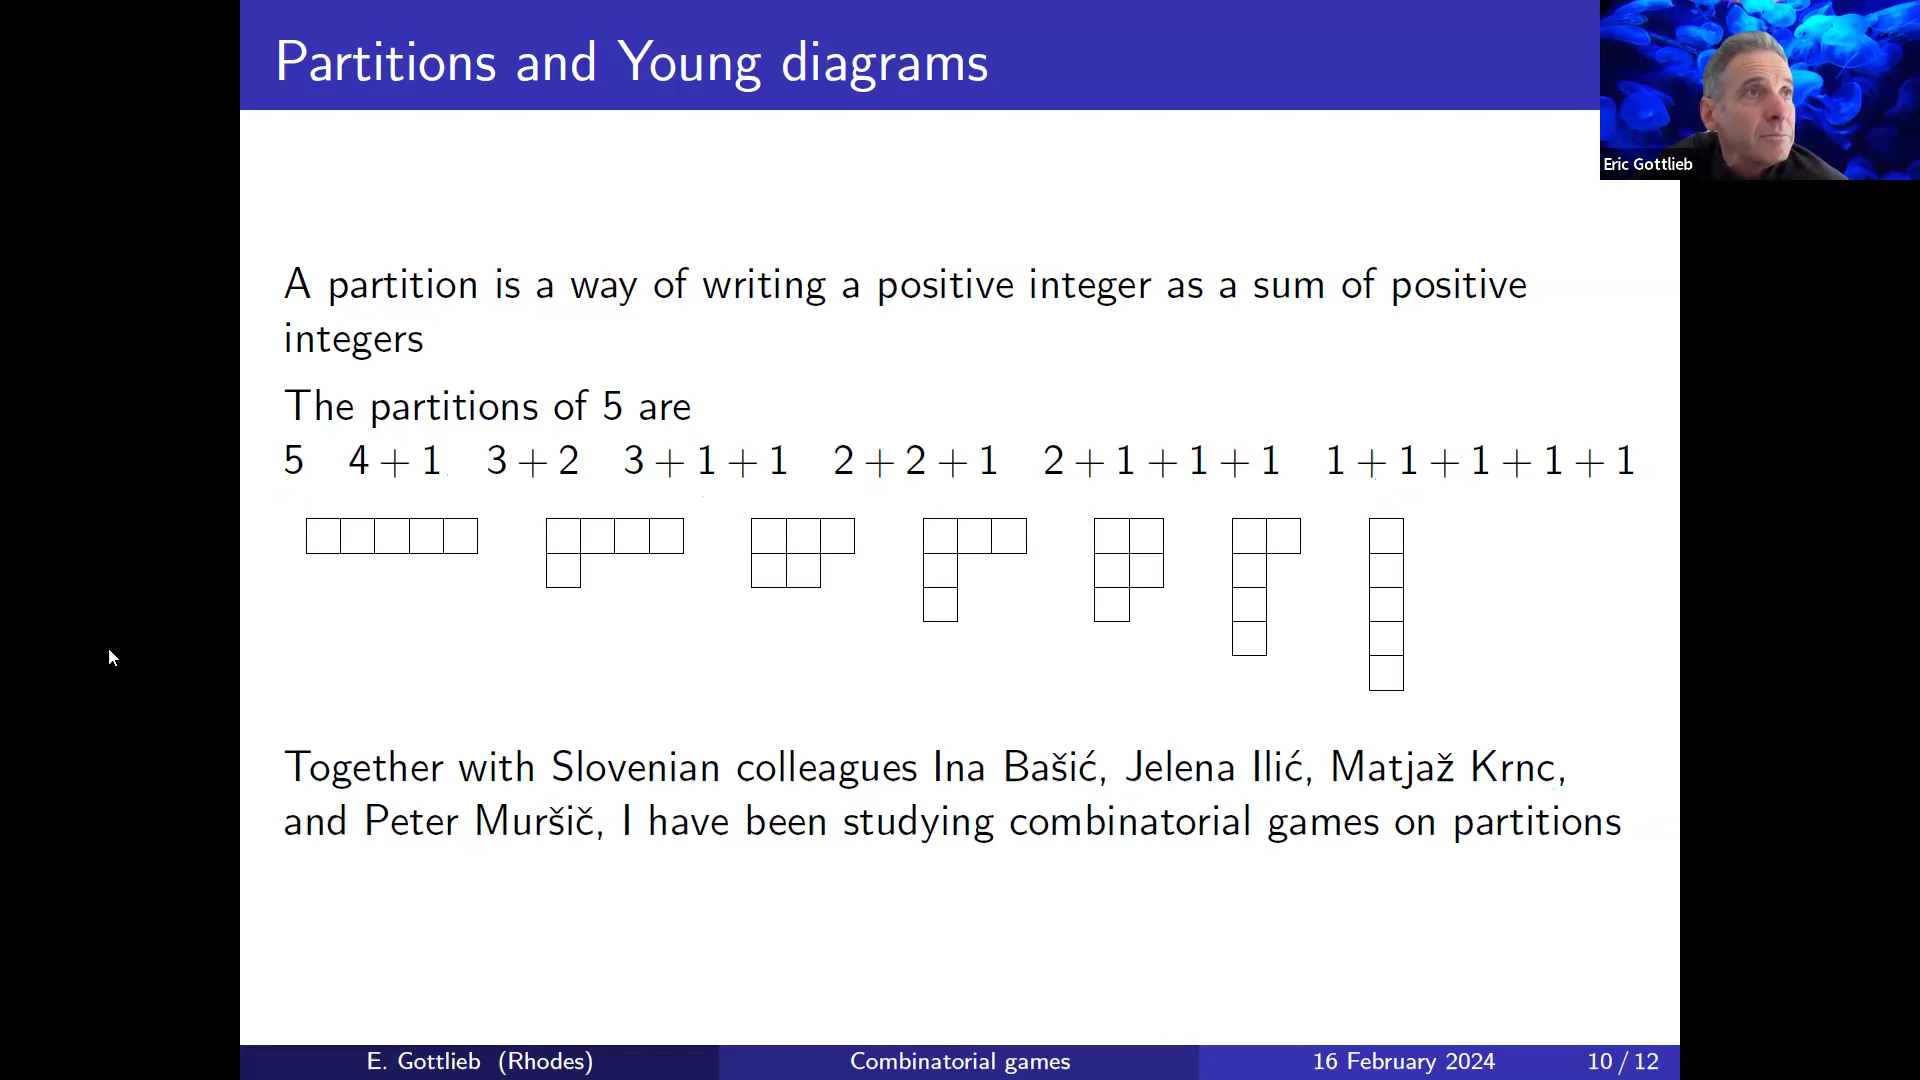 Partitions and Young diagrams
Eric Gottlieb
A partition is a way of writing a positive integer as a sum of positive
integers
The partitions of 5 are
5 4 + 1 3 + 2 3 + 1 + 1 2 + 2 + 1 2 + 1 + 1 + 1 1 + 1 + 1 + 1 + 1
Together with Slovenian colleagues Ina Bašić, Jelena Ilić, Matjaž Krnc,
and Peter Muršič, I have been studying combinatorial games on partitions
E. Gottlieb (Rhodes) Combinatorial games 16 February 2024 10 / 12